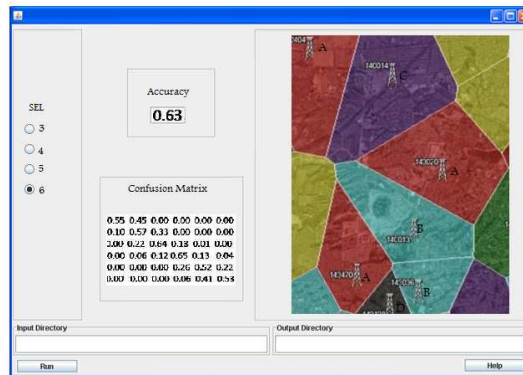 SEL
3
4
5
6
Accuracy
0.63
Confusion Matrix
0.55 0.45 0.00 0.00 0.00 0.00
0.10 0.57 0.33 0.00 0.00 0.00
0.00 0.22 0.64 0.13 0.01 0.00
0.00 0.06 0.12 0.65 0.13 0.04
0.00 0.00 0.00 0.26 0.52 0.22
0.00 0.00 0.00 0.06 0.41 0.53
2404 A
140014 C
143020 A
140013 B
143470 A
143036 B
D
Input Directory
Output Directory
Run
Help